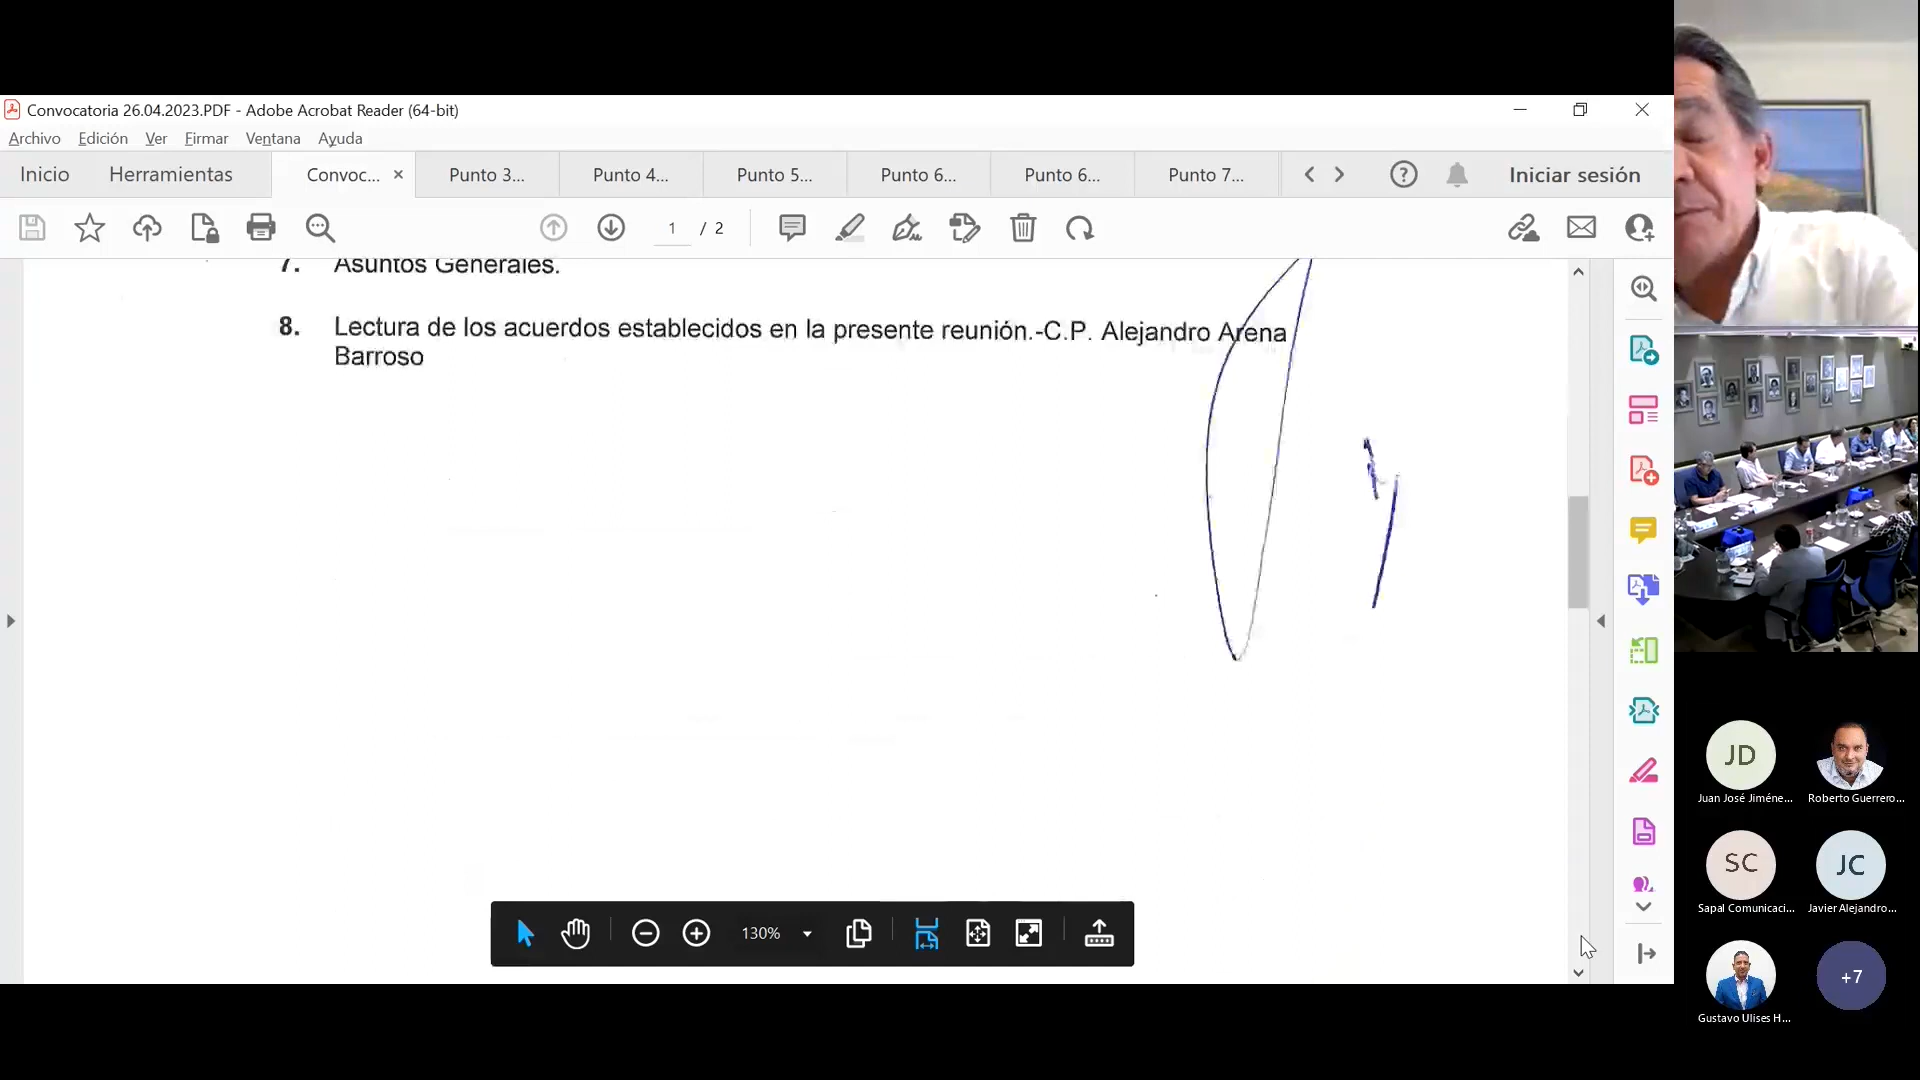 Convocatoria 26.04.2023.PDF - Adobe Acrobat Reader (64-bit)
Archivo Edición Ver Firmar Ventana Ayuda
Inicio Herramientas Convoc... × Punto 3... Punto 4... Punto 5... Punto 6... Punto 6... Punto 7... Iniciar sesión
1 / 2
7. Asuntos Generales.
8. Lectura de los acuerdos establecidos en la presente reunión.-C.P. Alejandro Arena
Barroso
130%
JD
Juan José Jiméne... Roberto Guerrero...
SC JC
Sapal Comunicaci... Javier Alejandro...
+7
Gustavo Ulises H...